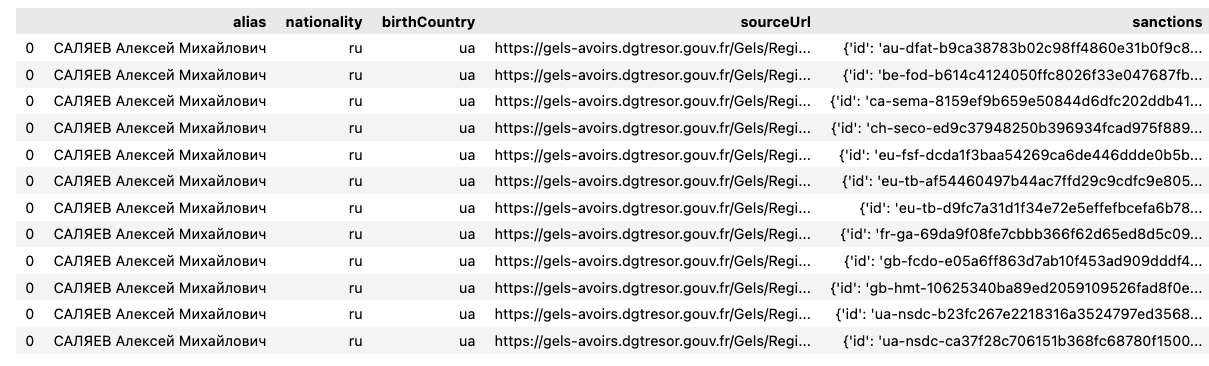 alias nationality birthCountry sourceUrl sanctions
0 САЛЯЕВ Алексей Михайлович ru ua https://gels-avoirs.dgtresor.gouv.fr/Gels/Regi... {'id': 'au-dfat-b9ca38783b02c98ff4860e31b0f9c8...
0 САЛЯЕВ Алексей Михайлович ru ua https://gels-avoirs.dgtresor.gouv.fr/Gels/Regi... {'id': 'be-fod-b614c4124050ffc8026f33e047687fb...
0 САЛЯЕВ Алексей Михайлович ru ua https://gels-avoirs.dgtresor.gouv.fr/Gels/Regi... {'id': 'ca-sema-8159ef9b659e50844d6dfc202ddb41...
0 САЛЯЕВ Алексей Михайлович ru ua https://gels-avoirs.dgtresor.gouv.fr/Gels/Regi... {'id': 'ch-seco-ed9c37948250b396934fcad975f889...
0 САЛЯЕВ Алексей Михайлович ru ua https://gels-avoirs.dgtresor.gouv.fr/Gels/Regi... {'id': 'eu-fsf-dcda1f3baa54269ca6de446ddde0b5b...
0 САЛЯЕВ Алексей Михайлович ru ua https://gels-avoirs.dgtresor.gouv.fr/Gels/Regi... {'id': 'eu-tb-af54460497b44ac7ffd29c9cdfc9e805...
0 САЛЯЕВ Алексей Михайлович ru ua https://gels-avoirs.dgtresor.gouv.fr/Gels/Regi... {'id': 'eu-tb-d9fc7a31d1f34e72e5effefbcefa6b78...
0 САЛЯЕВ Алексей Михайлович ru ua https://gels-avoirs.dgtresor.gouv.fr/Gels/Regi... {'id': 'fr-ga-69da9f08fe7cbbb366f62d65ed8d5c09...
0 САЛЯЕВ Алексей Михайлович ru ua https://gels-avoirs.dgtresor.gouv.fr/Gels/Regi... {'id': 'gb-fcdo-e05a6ff863d7ab10f453ad909dddf4...
0 САЛЯЕВ Алексей Михайлович ru ua https://gels-avoirs.dgtresor.gouv.fr/Gels/Regi... {'id': 'gb-hmt-10625340ba89ed2059109526fad8f0e...
0 САЛЯЕВ Алексей Михайлович ru ua https://gels-avoirs.dgtresor.gouv.fr/Gels/Regi... {'id': 'ua-nsdc-b23fc267e2218316a3524797ed3568...
0 САЛЯЕВ Алексей Михайлович ru ua https://gels-avoirs.dgtresor.gouv.fr/Gels/Regi... {'id': 'ua-nsdc-ca37f28c706151b368fc68780f1500...